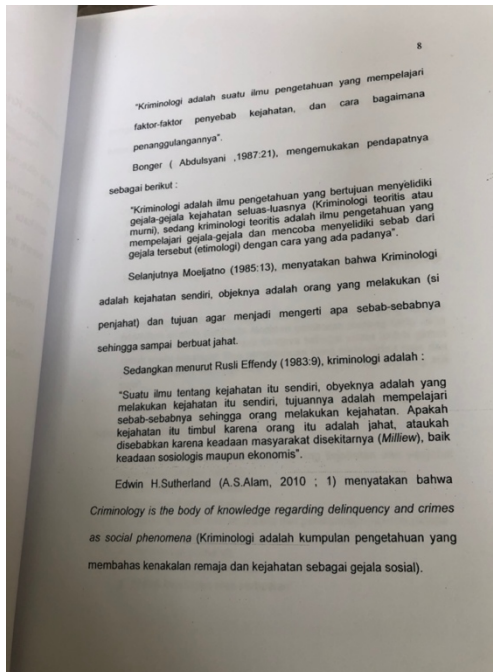 8
"Kriminologi adalah suatu ilmu pengetahuan yang mempelajari
faktor-faktor penyebab kejahatan, dan cara bagaimana
penanggulangannya".
Bonger ( Abdulsyani ,1987:21), mengemukakan pendapatnya
sebagai berikut :
"Kriminologi adalah ilmu pengetahuan yang bertujuan menyelidiki
gejala-gejala kejahatan seluas-luasnya (Kriminologi teoritis atau
murni), sedang kriminologi teoritis adalah ilmu pengetahuan yang
mempelajari gejala-gejala dan mencoba menyelidiki sebab dari
gejala tersebut (etimologi) dengan cara yang ada padanya".
Selanjutnya Moeljatno (1985:13), menyatakan bahwa Kriminologi
adalah kejahatan sendiri, objeknya adalah orang yang melakukan (si
penjahat) dan tujuan agar menjadi mengerti apa sebab-sebabnya
sehingga sampai berbuat jahat.
Sedangkan menurut Rusli Effendy (1983:9), kriminologi adalah :
"Suatu ilmu tentang kejahatan itu sendiri, obyeknya adalah yang
melakukan kejahatan itu sendiri, tujuannya adalah mempelajari
sebab-sebabnya sehingga orang melakukan kejahatan. Apakah
kejahatan itu timbul karena orang itu adalah jahat, ataukah
disebabkan karena keadaan masyarakat disekitarnya (Milliew), baik
keadaan sosiologis maupun ekonomis".
Edwin H.Sutherland (A.S.Alam, 2010 ; 1) menyatakan bahwa
Criminology is the body of knowledge regarding delinquency and crimes
as social phenomena (Kriminologi adalah kumpulan pengetahuan yang
membahas kenakalan remaja dan kejahatan sebagai gejala sosial).